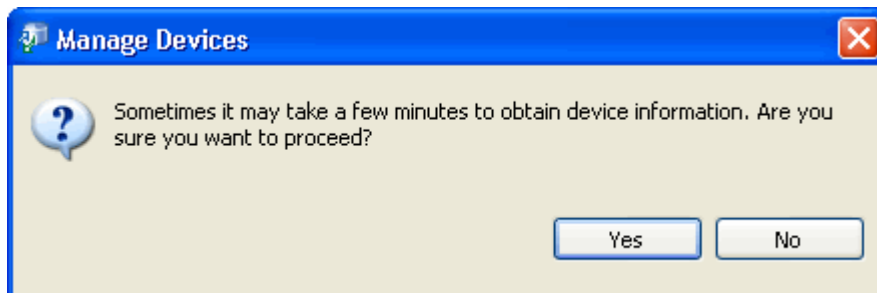 Manage Devices
Sometimes it may take a few minutes to obtain device information. Are you
sure you want to proceed?
Yes
No